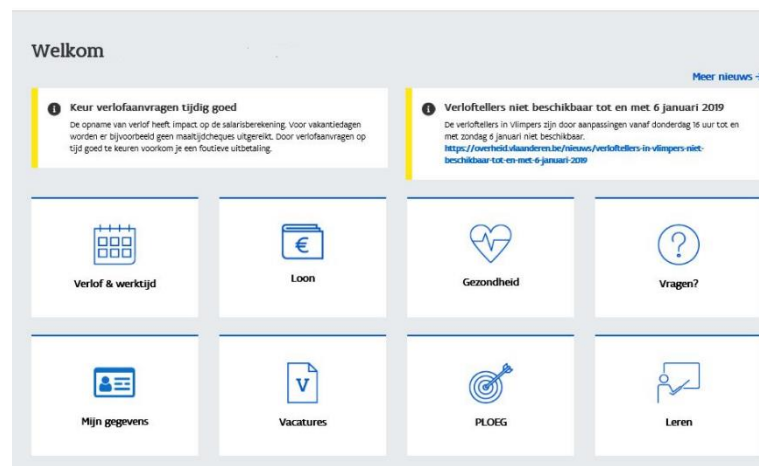 Welkom
Meer nieuws
Keur verlofaanvragen tijdig goed
De opname van verlof heeft impact op de salarisberekening. Voor vakantiedagen
worden er bijvoorbeeld geen maaltijdcheques uitgereikt. Door verlofaanvragen op
tijd goed te keuren voorkom je een foutieve uitbetaling.
Verloftellers niet beschikbaar tot en met 6 januari 2019
De verloftellers in Vlimpers zijn door aanpassingen vanaf donderdag 16 uur tot en
met zondag 6 januari niet beschikbaar.
https://overheid.vlaanderen.be/nieuws/verloftellers-in-vlimpers-niet-
beschikbaar-tot-en-met-6-januari-2019
Verlof & werktijd
€
Loon
Gezondheid
?
Vragen?
Mijn gegevens
V
Vacatures
PLOEG
Leren